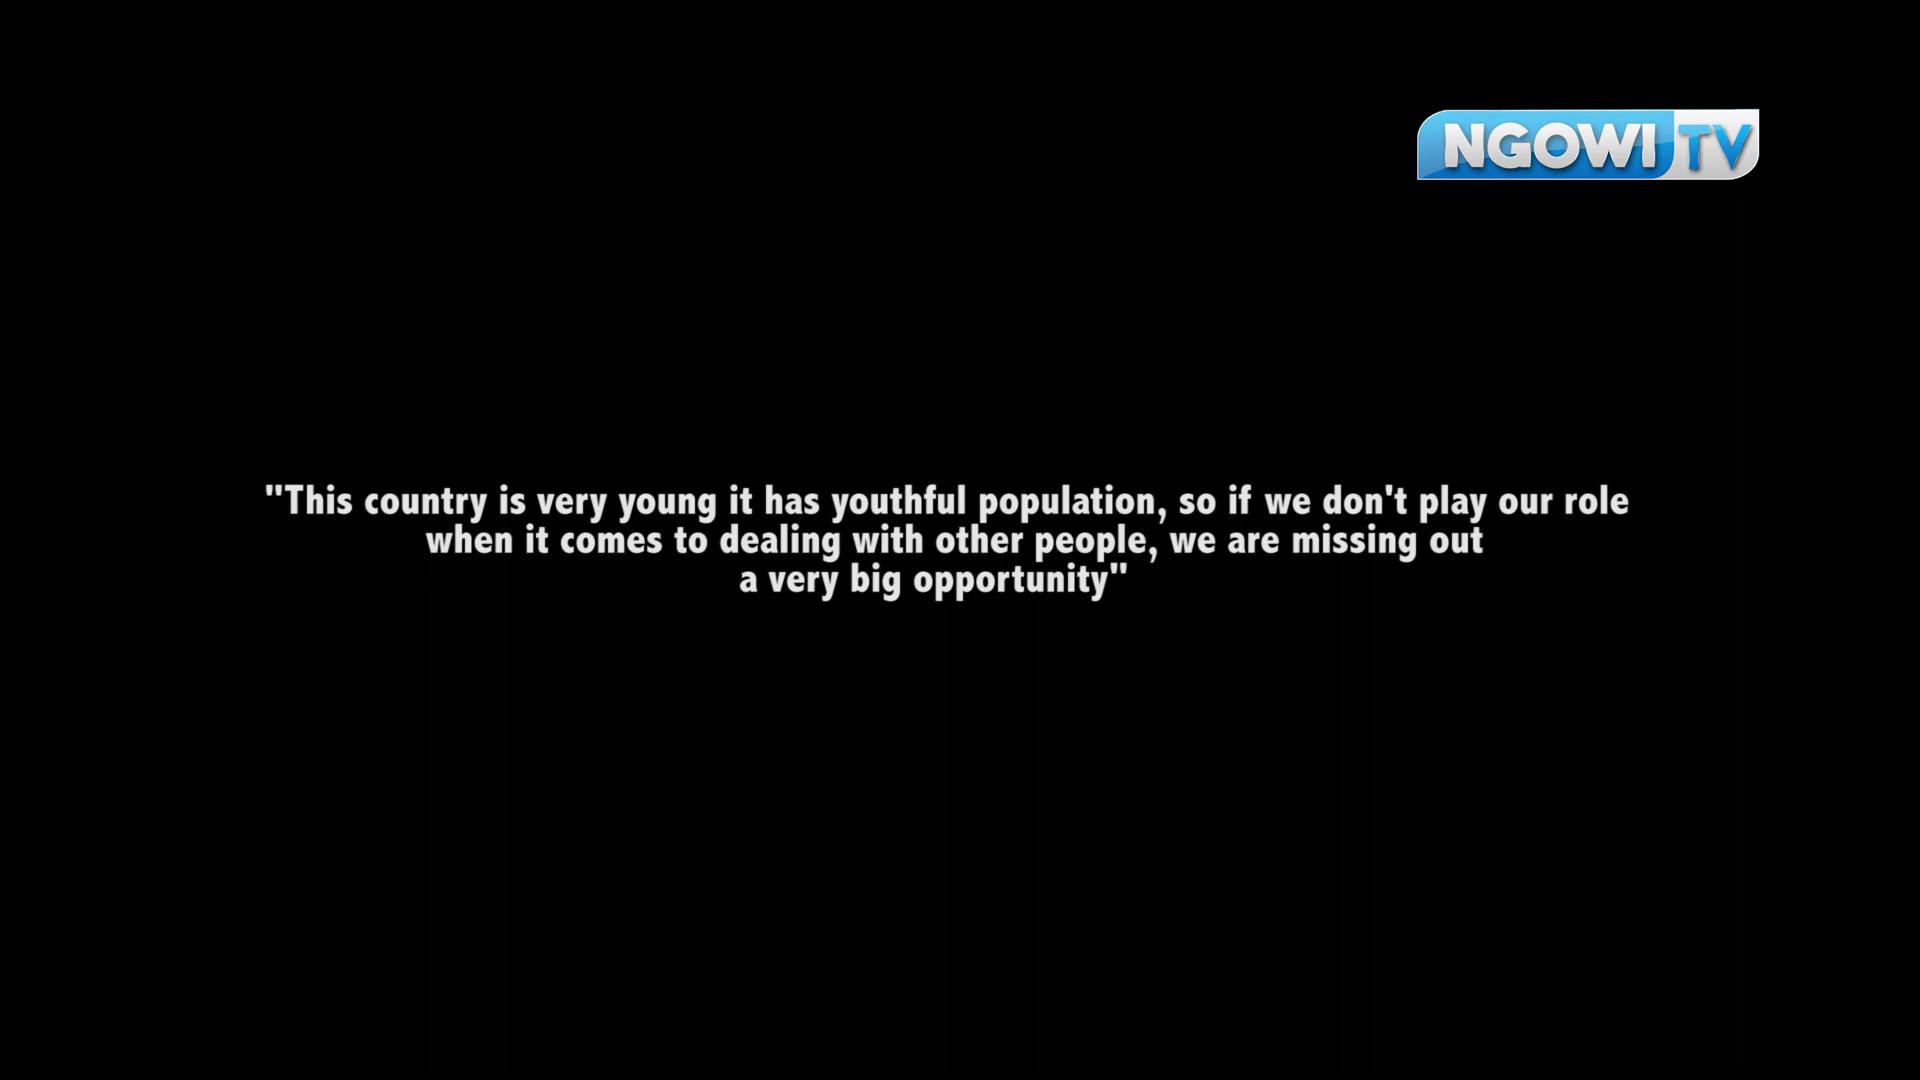 NGOWI TV
"This country is very young it has youthful population, so if we don't play our role
when it comes to dealing with other people, we are missing out
a very big opportunity"